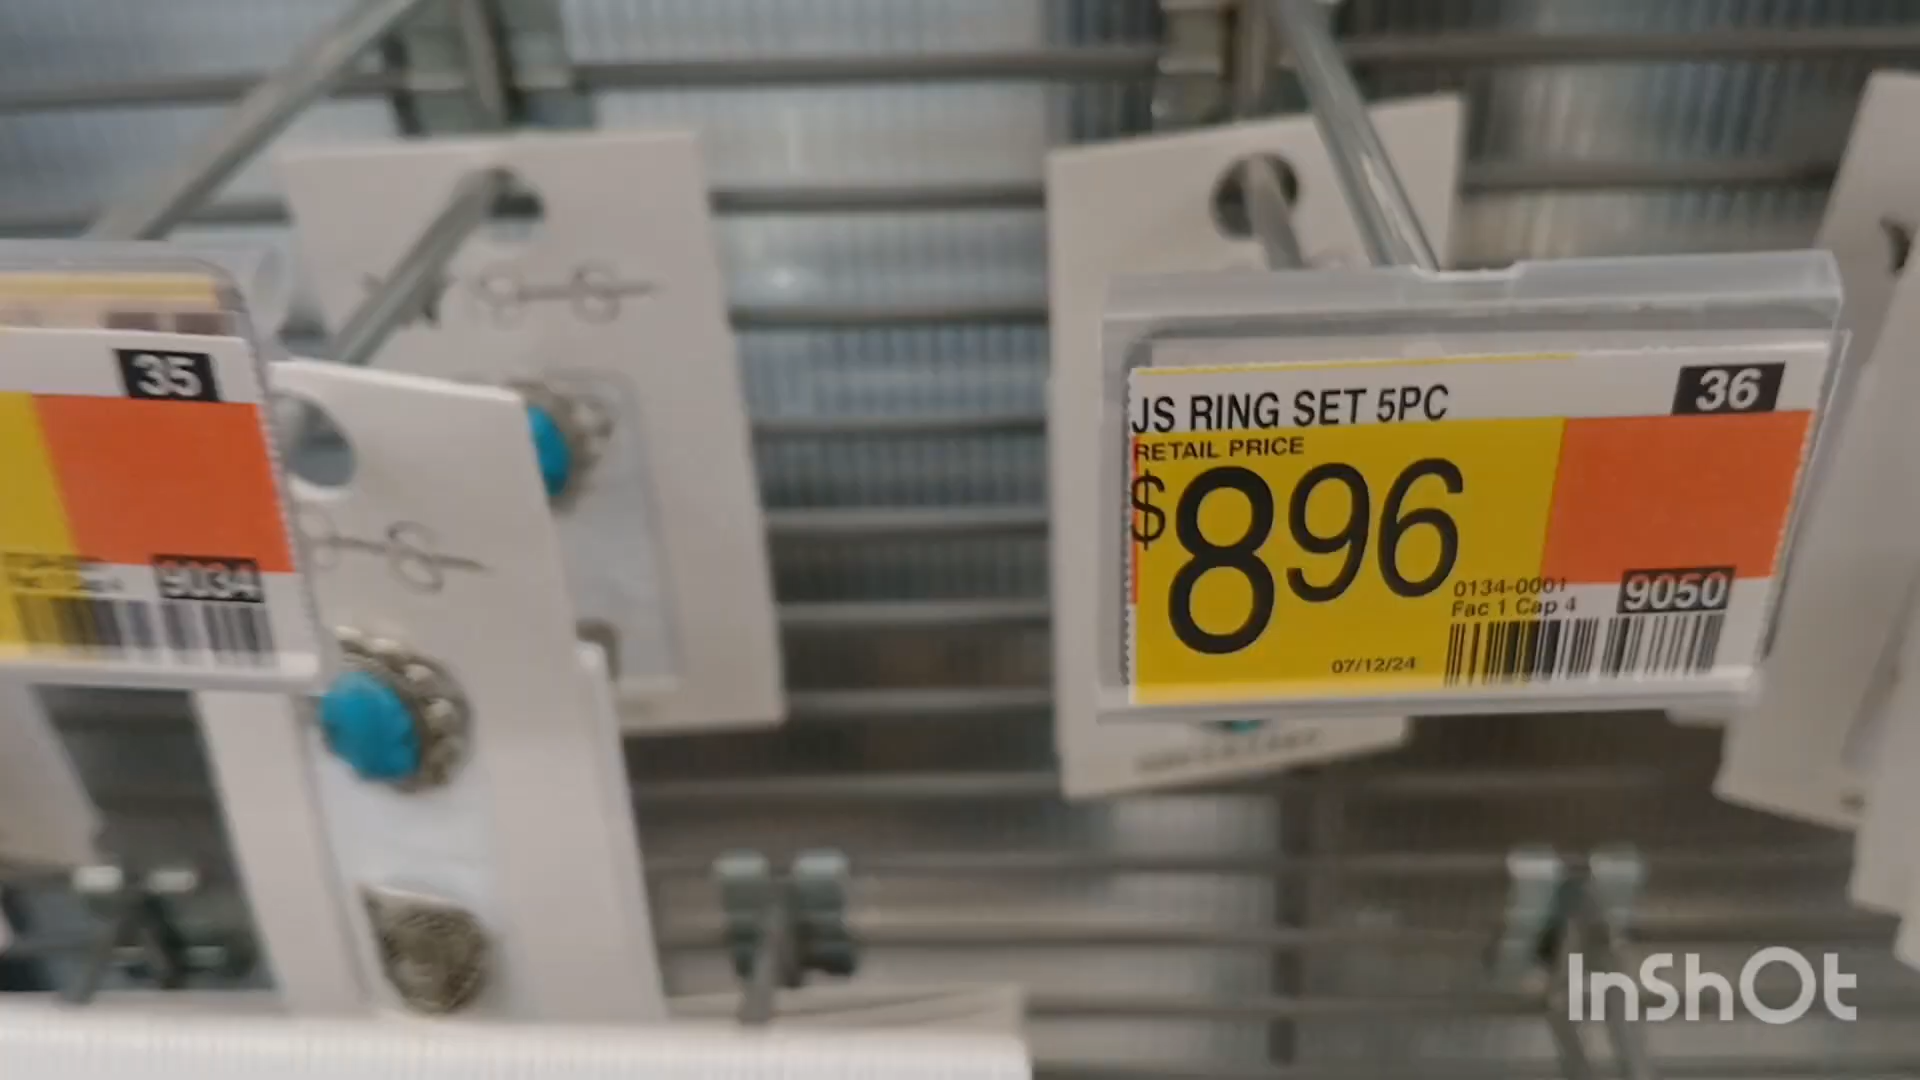 35
9034
JS RING SET 5PC
36
RETAIL PRICE
$896
0134-0001
Fac 1 Cap 4
9050
07/12/24
InShOt